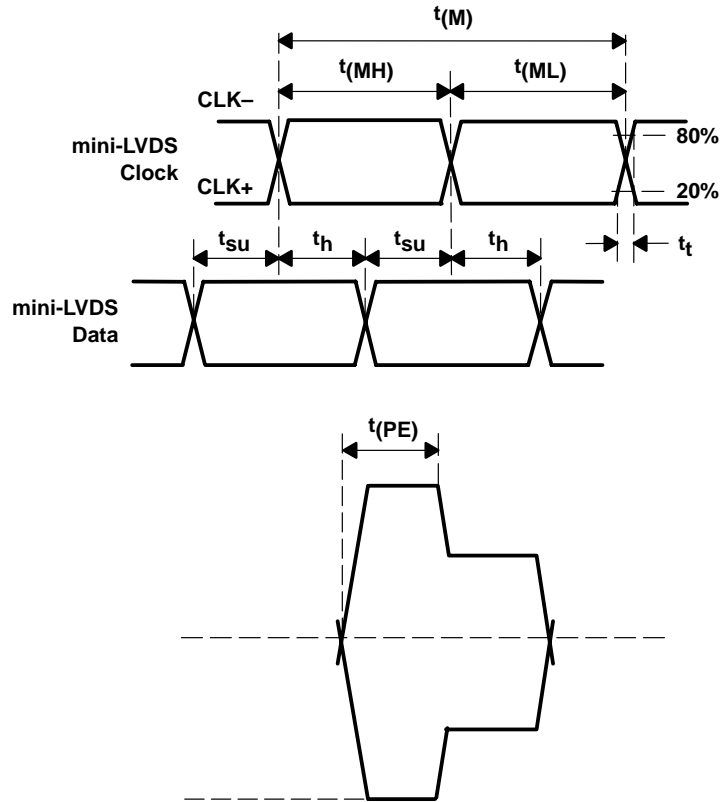 t(M)
t(MH) t(ML)
CLK–
mini-LVDS
Clock
80%
CLK+
20%
tsu th tsu th tt
mini-LVDS
Data
t(PE)